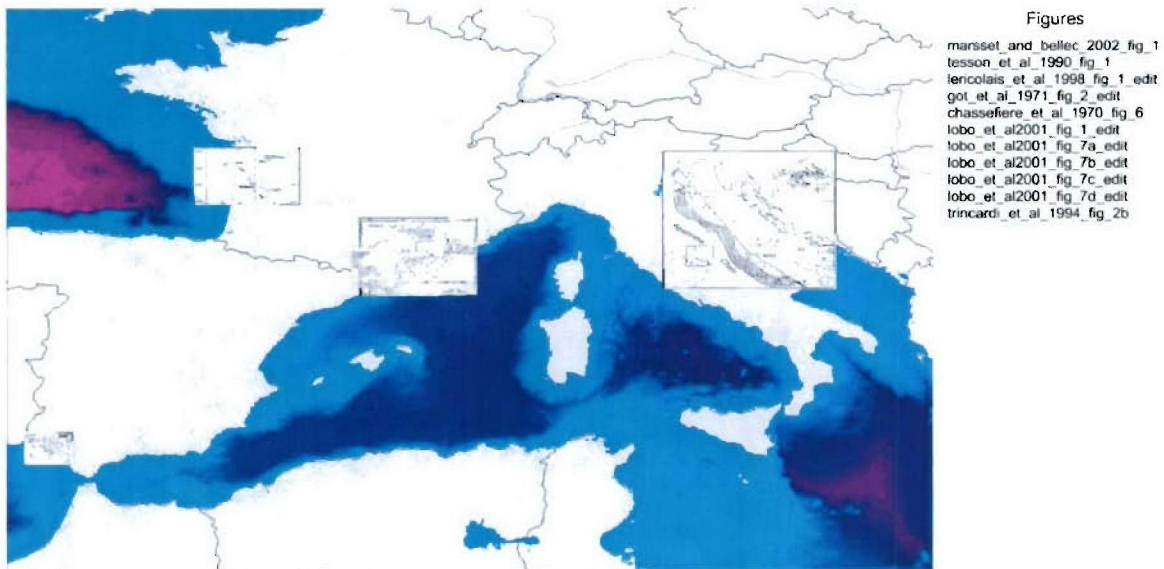 Figures
marsset_and_bellec_2002_fig_1
tesson_et_al_1990_fig_1
lericolais_et_al_1998_fig_1_edit
got_et_al_1971_fig_2_edit
chassefiere_et_al_1970_fig_6
lobo_et_al2001_fig_1_edit
lobo_et_al2001_fig_7a_edit
lobo_et_al2001_fig_7b_edit
lobo_et_al2001_fig_7c_edit
lobo_et_al2001_fig_7d_edit
trincardi_et_al_1994_fig_2b